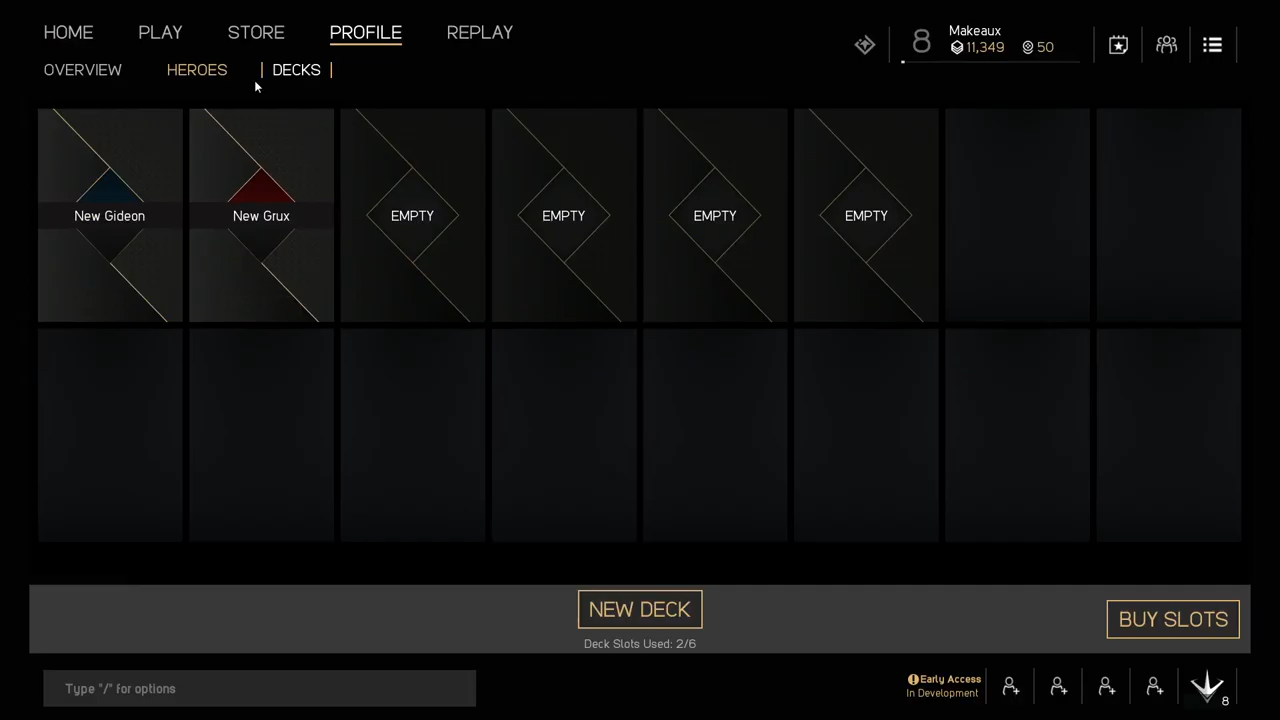 HOME PLAY STORE PROFILE REPLAY
8 Makeaux
11,349 50
OVERVIEW HEROES DECKS
New Gideon New Grux EMPTY EMPTY EMPTY EMPTY
NEW DECK
BUY SLOTS
Deck Slots Used: 2/6
Type "/" for options
Early Access
In Development
8